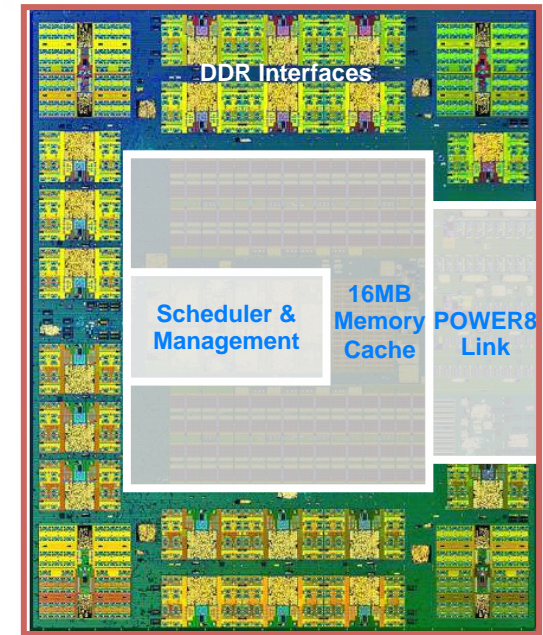 DDR Interfaces
Scheduler &
Management
16MB
Memory
Cache
POWER8
Link